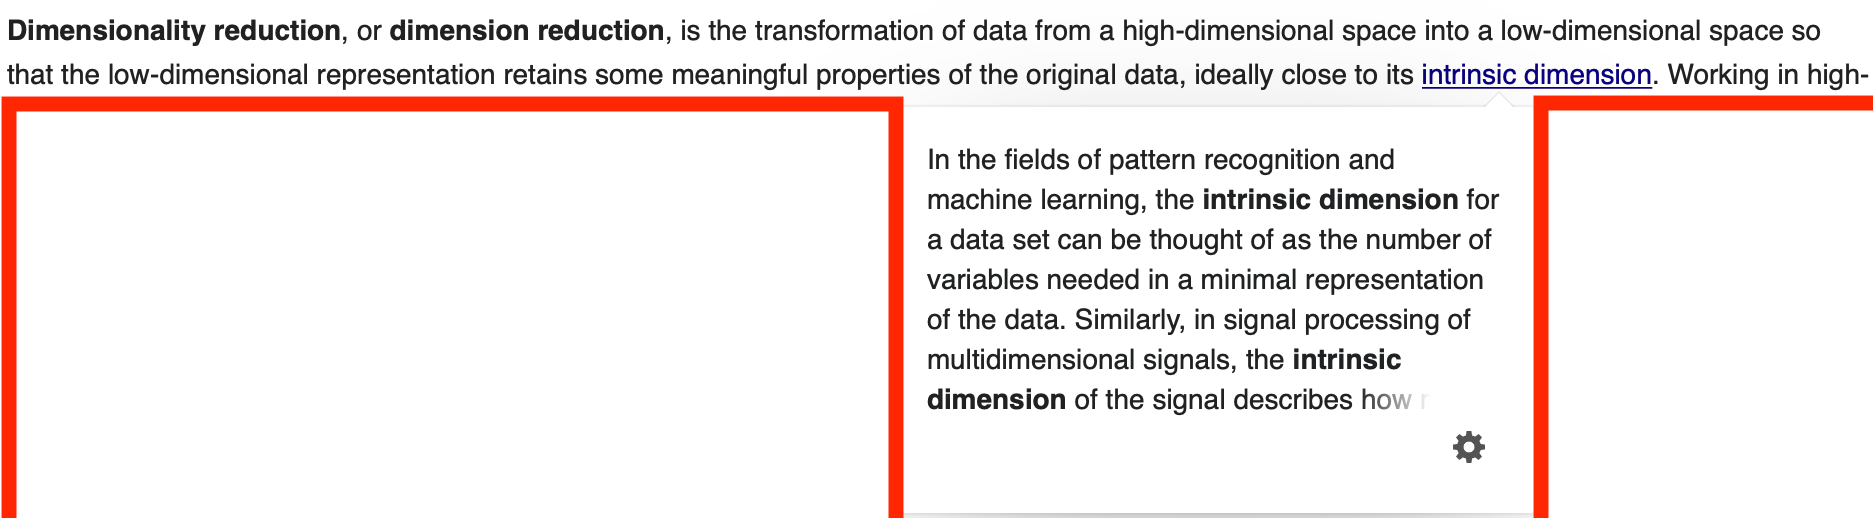 Dimensionality reduction, or dimension reduction, is the transformation of data from a high-dimensional space into a low-dimensional space so
that the low-dimensional representation retains some meaningful properties of the original data, ideally close to its intrinsic dimension. Working in high-
In the fields of pattern recognition and
machine learning, the intrinsic dimension for
a data set can be thought of as the number of
variables needed in a minimal representation
of the data. Similarly, in signal processing of
multidimensional signals, the intrinsic
dimension of the signal describes how